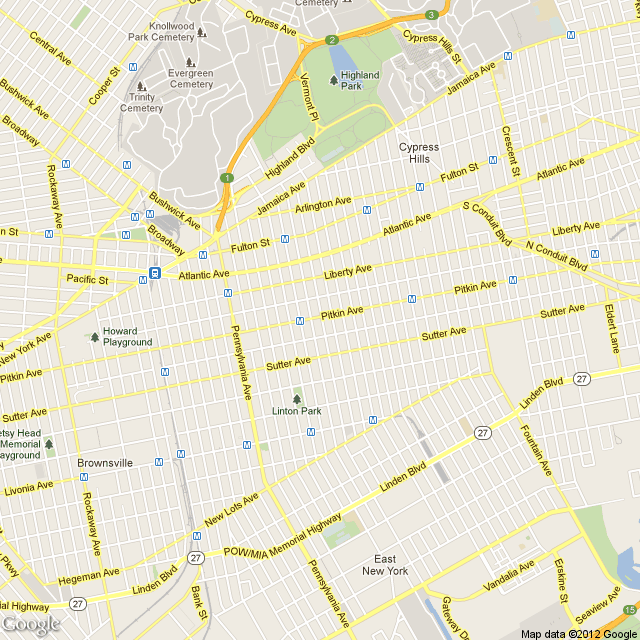 Cemetery
Knollwood
Park Cemetery
Cypress Ave
3
2
Cypress Hills St
Central Ave
Cooper St
Evergreen
Cemetery
Highland
Park
Jamaica Ave
Bushwick Ave
Trinity
Cemetery
Vermont Pl
Broadway
Cypress
Hills
Crescent St
Highland Blvd
Rockaway Ave
1
Fulton St
Atlantic Ave
Bushwick Ave
Jamaica Ave
Arlington Ave
S Conduit Blvd
Broadway
Fulton St
Atlantic Ave
Liberty Ave
N Conduit Blvd
Pacific St
Atlantic Ave
Liberty Ave
Pitkin Ave
Pitkin Ave
Sutter Ave
Eldert Lane
Howard
Playground
New York Ave
Pennsylvania Ave
Sutter Ave
Pitkin Ave
Sutter Ave
Linden Blvd
27
Linton Park
Sutter Ave
27
Fountain Ave
Memorial
Brownsville
Linden Blvd
Livonia Ave
Rockaway Ave
New Lots Ave
POW/MIA Memorial Highway
27
East
New York
Pennsylvania Ave
Hegeman Ave
Linden Blvd
Bank St
Vandalia Ave
Erskine St
Seaview Ave
27
15
Google
Map data ©2012 Google